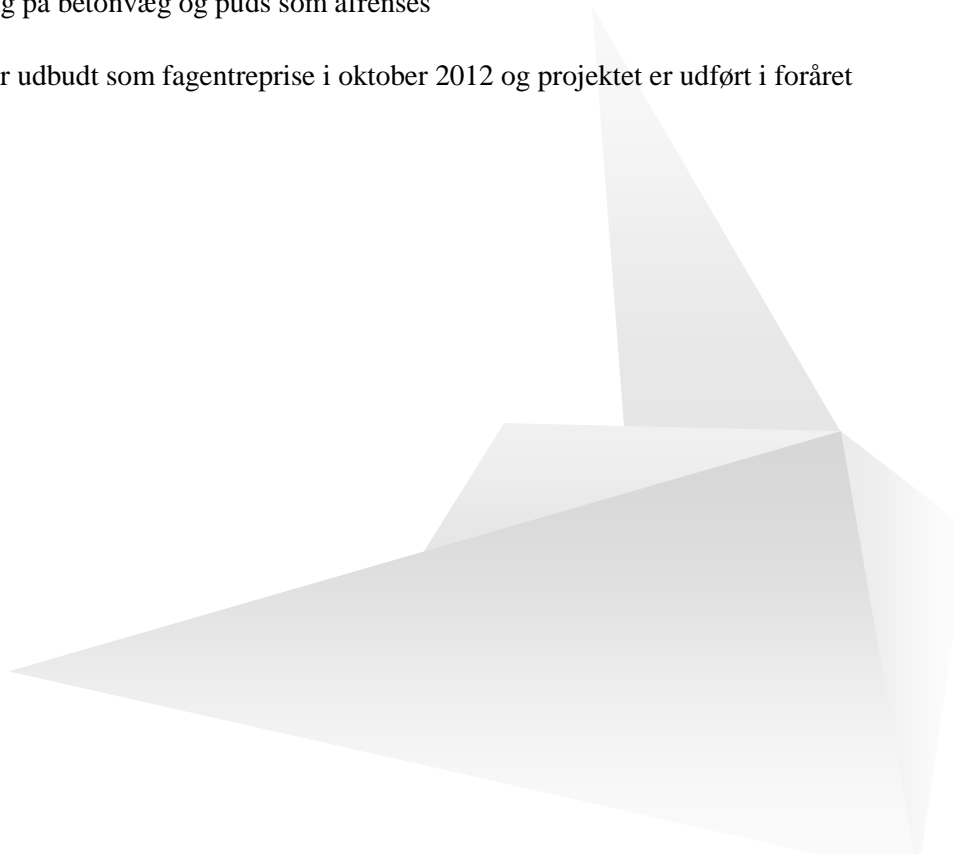 g på betonvæg og puds som afrenses
r udbudt som fagentreprise i oktober 2012 og projektet er udført i foråret